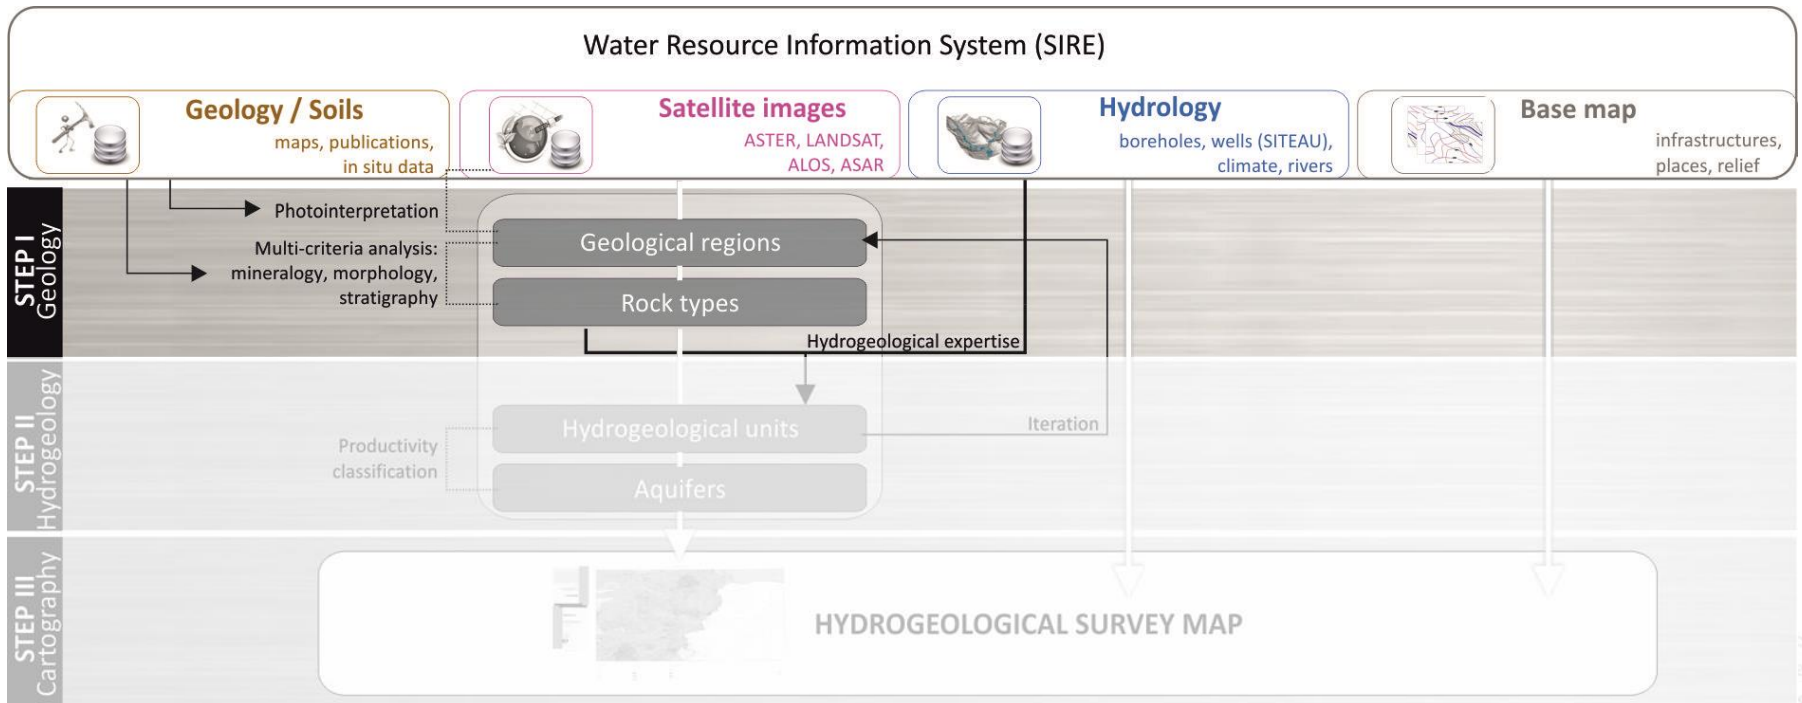 Water Resource Information System (SIRE)
Geology / Soils
maps, publications,
in situ data
Satellite images
ASTER, LANDSAT,
ALOS, ASAR
Hydrology
boreholes, wells (SITEAU),
climate, rivers
Base map
infrastructures,
places, relief
STEP I
Geology
Photointerpretation
Multi-criteria analysis:
mineralogy, morphology,
stratigraphy
Geological regions
Rock types
Hydrogeological expertise
STEP II
Hydrogeology
Productivity
classification
Hydrogeological units
Aquifers
Iteration
STEP III
Cartography
HYDROGEOLOGICAL SURVEY MAP